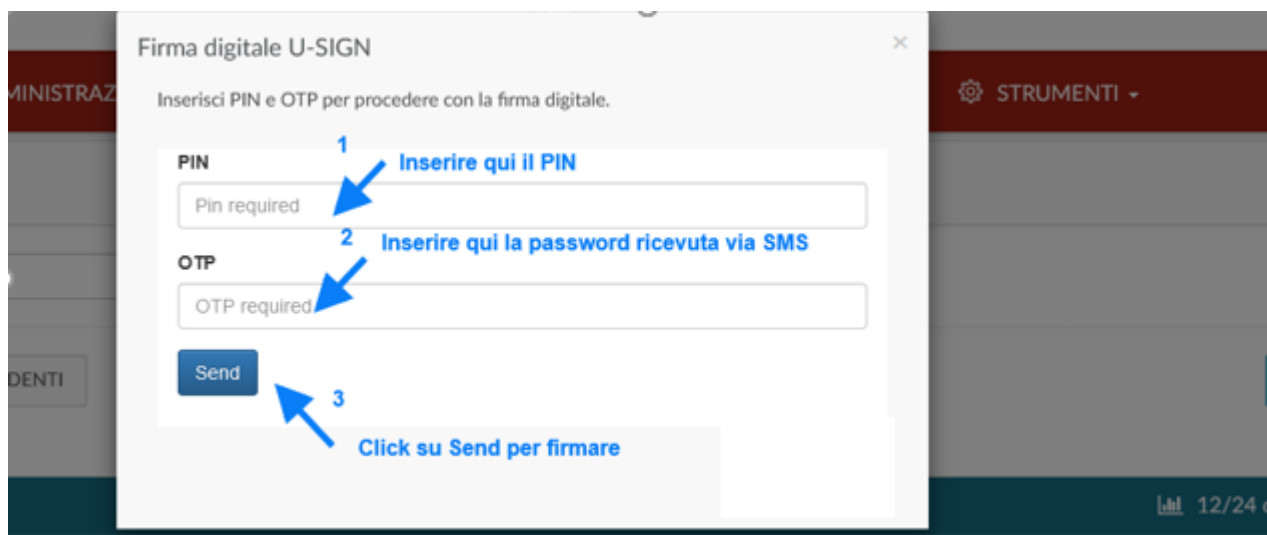 Firma digitale U-SIGN ×
MINISTRAZ
STRUMENTI
Inserisci PIN e OTP per procedere con la firma digitale.
1
PIN
Inserire qui il PIN
Pin required
2
Inserire qui la password ricevuta via SMS
OTP
OTP required
Send
DENTI
3
Click su Send per firmare
12/24